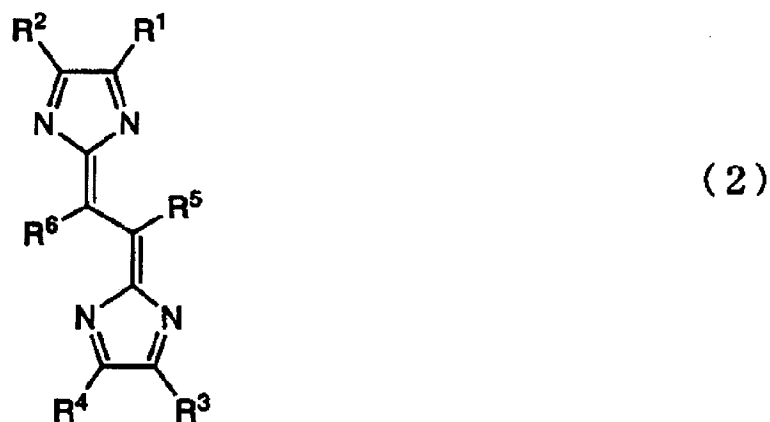 R² R¹
N N
(2)
R⁶ R⁵
N N
R⁴ R³